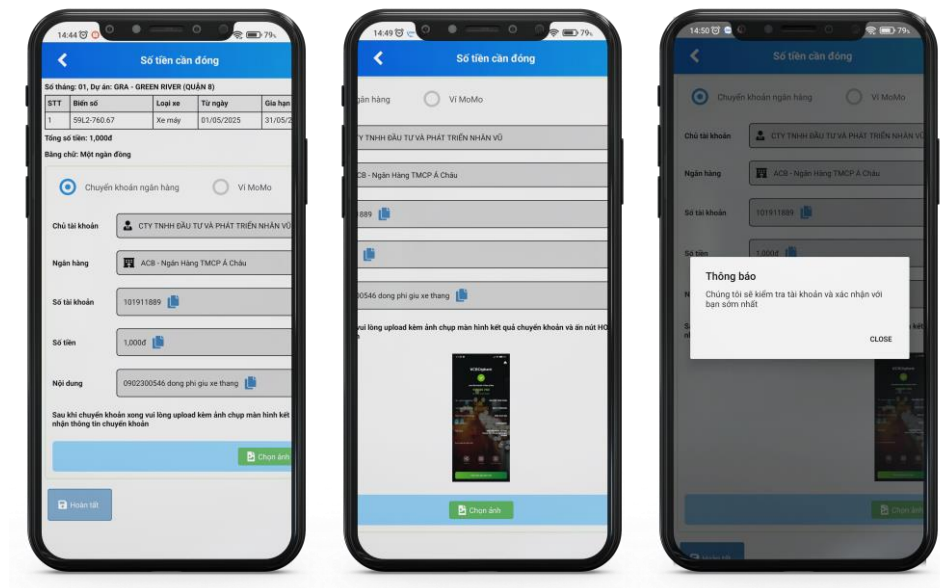 14:44
79%
Số tiền cần đóng
Số tháng: 01, Dự án: GRA - GREEN RIVER (QUẬN 8)
STT Biển số Loại xe Từ ngày Gia hạn
1 59L2-760.67 Xe máy 01/05/2025 31/05/2
Tổng số tiền: 1,000đ
Bằng chữ: Một ngàn đồng
Chuyển khoản ngân hàng Ví MoMo
Chủ tài khoản CTY TNHH ĐẦU TƯ VÀ PHÁT TRIỂN NHÂN VŨ
Ngân hàng ACB - Ngân Hàng TMCP Á Châu
Số tài khoản 101911889
Số tiền 1,000đ
Nội dung 0902300546 dong phi giu xe thang
Sau khi chuyển khoản xong vui lòng upload kèm ảnh chụp màn hình kết
nhận thông tin chuyển khoản
Chọn ảnh
Hoàn tất
14:49
79%
Số tiền cần đóng
gân hàng Ví MoMo
TY TNHH ĐẦU TƯ VÀ PHÁT TRIỂN NHÂN VŨ
ACB - Ngân Hàng TMCP Á Châu
1889
00546 dong phi giu xe thang
vui lòng upload kèm ảnh chụp màn hình kết quả chuyển khoản và ấn nút HO
Chọn ảnh
14:50
79%
Số tiền cần đóng
Chuyển khoản ngân hàng Ví MoMo
Chủ tài khoản CTY TNHH ĐẦU TƯ VÀ PHÁT TRIỂN NHÂN VŨ
Ngân hàng ACB - Ngân Hàng TMCP Á Châu
Số tài khoản 101911889
Số tiền 1,000đ
Thông báo
Chúng tôi sẽ kiểm tra tài khoản và xác nhận với
bạn sớm nhất
CLOSE
Chọn ảnh
Hoàn tất